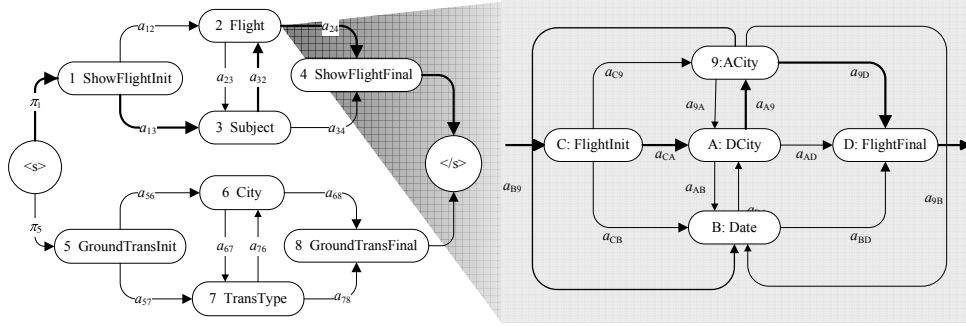 <s>
π1
π5
1 ShowFlightInit
a12
a13
2 Flight
a23
a32
3 Subject
a24
a34
4 ShowFlightFinal
</s>
5 GroundTransInit
a56
a57
6 City
a67
a76
7 TransType
a68
a78
8 GroundTransFinal
aB9
C: FlightInit
aC9
aCA
aCB
9:ACity
a9A
aA9
A: DCity
aAB
B: Date
a9D
aAD
aBD
D: FlightFinal
a9B